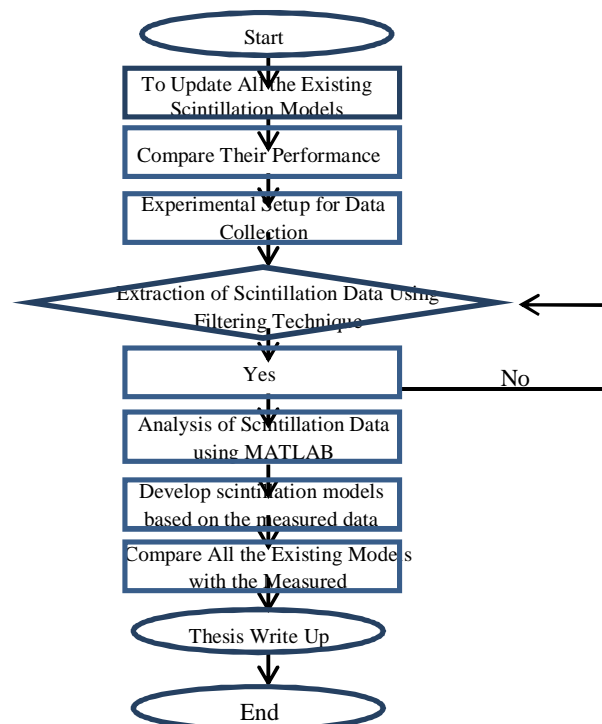 Start
To Update All the Existing
Scintillation Models
Compare Their Performance
Experimental Setup for Data
Collection
Extraction of Scintillation Data Using
Filtering Technique
Yes
No
Analysis of Scintillation Data
using MATLAB
Develop scintillation models
based on the measured data
Compare All the Existing Models
with the Measured
Thesis Write Up
End